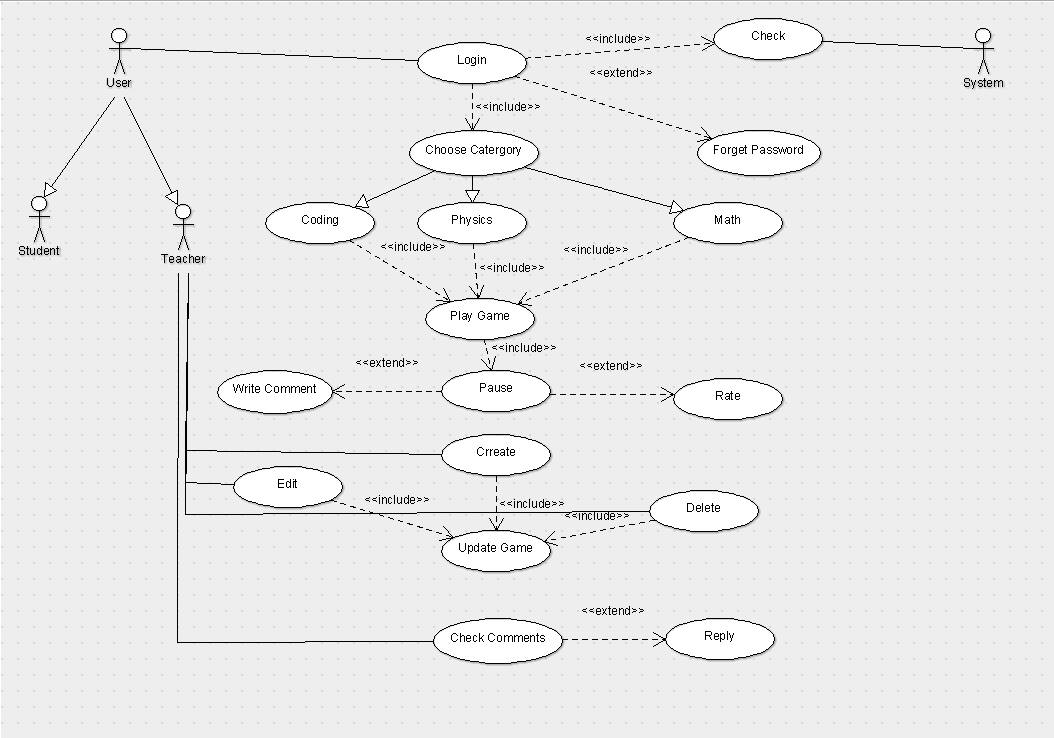 <<include>>
Check
Login
User
System
<<extend>>
<<include>>
Choose Catergory
Forget Password
Coding
Physics
Math
Student
Teacher
<<include>>
<<include>>
<<include>>
Play Game
<<include>>
<<extend>>
<<extend>>
Write Comment
Pause
Rate
Crreate
Edit
<<include>>
<<include>>
<<include>>
Delete
Update Game
<<extend>>
Check Comments
Reply